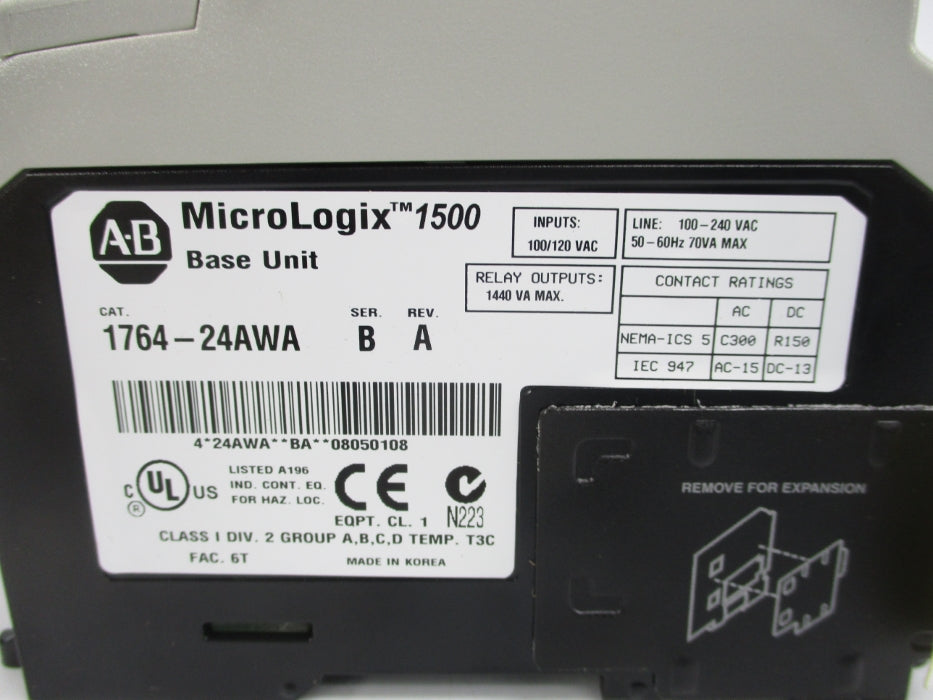 A·B
MicroLogix™ 1500
Base Unit
INPUTS:
100/120 VAC
LINE: 100-240 VAC
50-60Hz 70VA MAX
RELAY OUTPUTS:
1440 VA MAX.
CONTACT RATINGS
AC DC
NEMA-ICS 5 C300 R150
IEC 947 AC-15 DC-13
CAT. SER. REV.
1764-24AWA B A
4*24AWA**BA**08050108
C UL US
®
LISTED A196
IND. CONT. EQ.
FOR HAZ. LOC.
CE
EQPT. CL. 1 N223
CLASS I DIV. 2 GROUP A,B,C,D TEMP. T3C
FAC. 6T MADE IN KOREA
REMOVE FOR EXPANSION